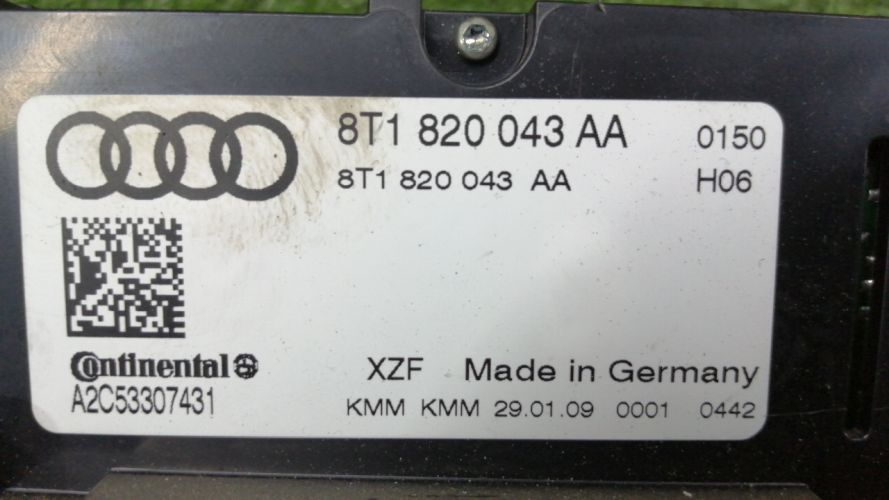 8T1 820 043 AA 0150
8T1 820 043 AA H06
Continental
XZF Made in Germany
A2C53307431
KMM KMM 29.01.09 0001 0442